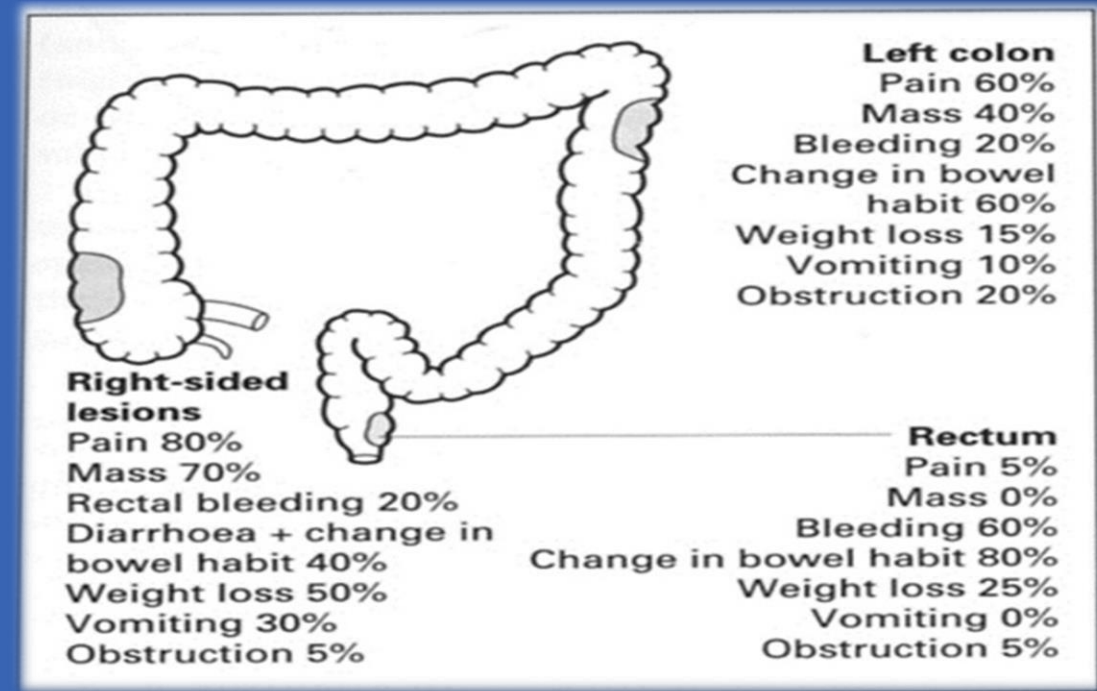 Left colon
Pain 60%
Mass 40%
Bleeding 20%
Change in bowel
habit 60%
Weight loss 15%
Vomiting 10%
Obstruction 20%
Right-sided
lesions
Pain 80%
Mass 70%
Rectal bleeding 20%
Diarrhoea + change in
bowel habit 40%
Weight loss 50%
Vomiting 30%
Obstruction 5%
Rectum
Pain 5%
Mass 0%
Bleeding 60%
Change in bowel habit 80%
Weight loss 25%
Vomiting 0%
Obstruction 5%